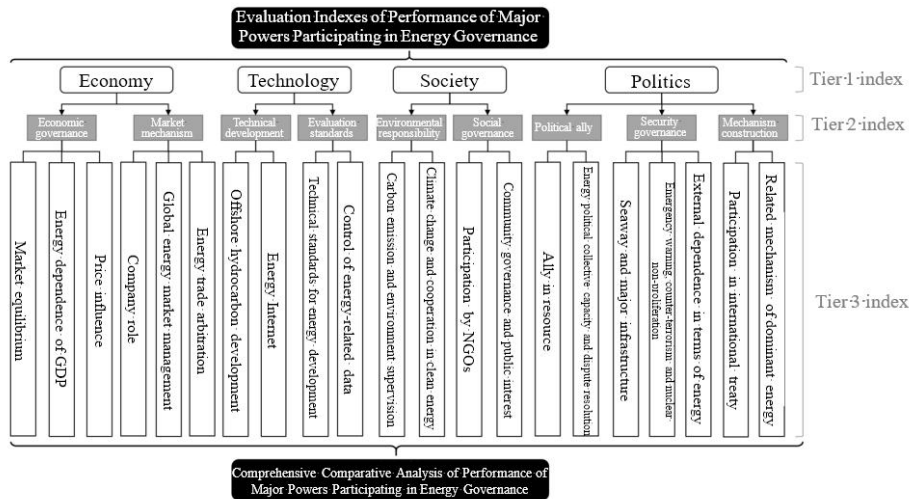 Evaluation Indexes of Performance of Major
Powers Participating in Energy Governance
Economy
Technology
Society
Politics
Tier 1 index
Economic
governance
Market
mechanism
Technical
development
Evaluation
standards
Environmental
responsibility
Social
governance
Political ally
Security
governance
Mechanism
construction
Tier 2 index
Market equilibrium
Energy dependence of GDP
Price influence
Company role
Global energy market management
Energy trade arbitration
Offshore hydrocarbon development
Energy Internet
Technical standards for energy development
Control of energy-related data
Carbon emission and environment supervision
Climate change and cooperation in clean energy
Participation by NGOs
Community governance and public interest
Ally in resource
Energy political collective capacity and dispute resolution
Seaway and major infrastructure
Emergency warning, counter-terrorism and nuclear
non-proliferation
External dependence in terms of energy
Participation in international treaty
Related mechanism of dominant energy
Tier 3 index
Comprehensive Comparative Analysis of Performance of
Major Powers Participating in Energy Governance